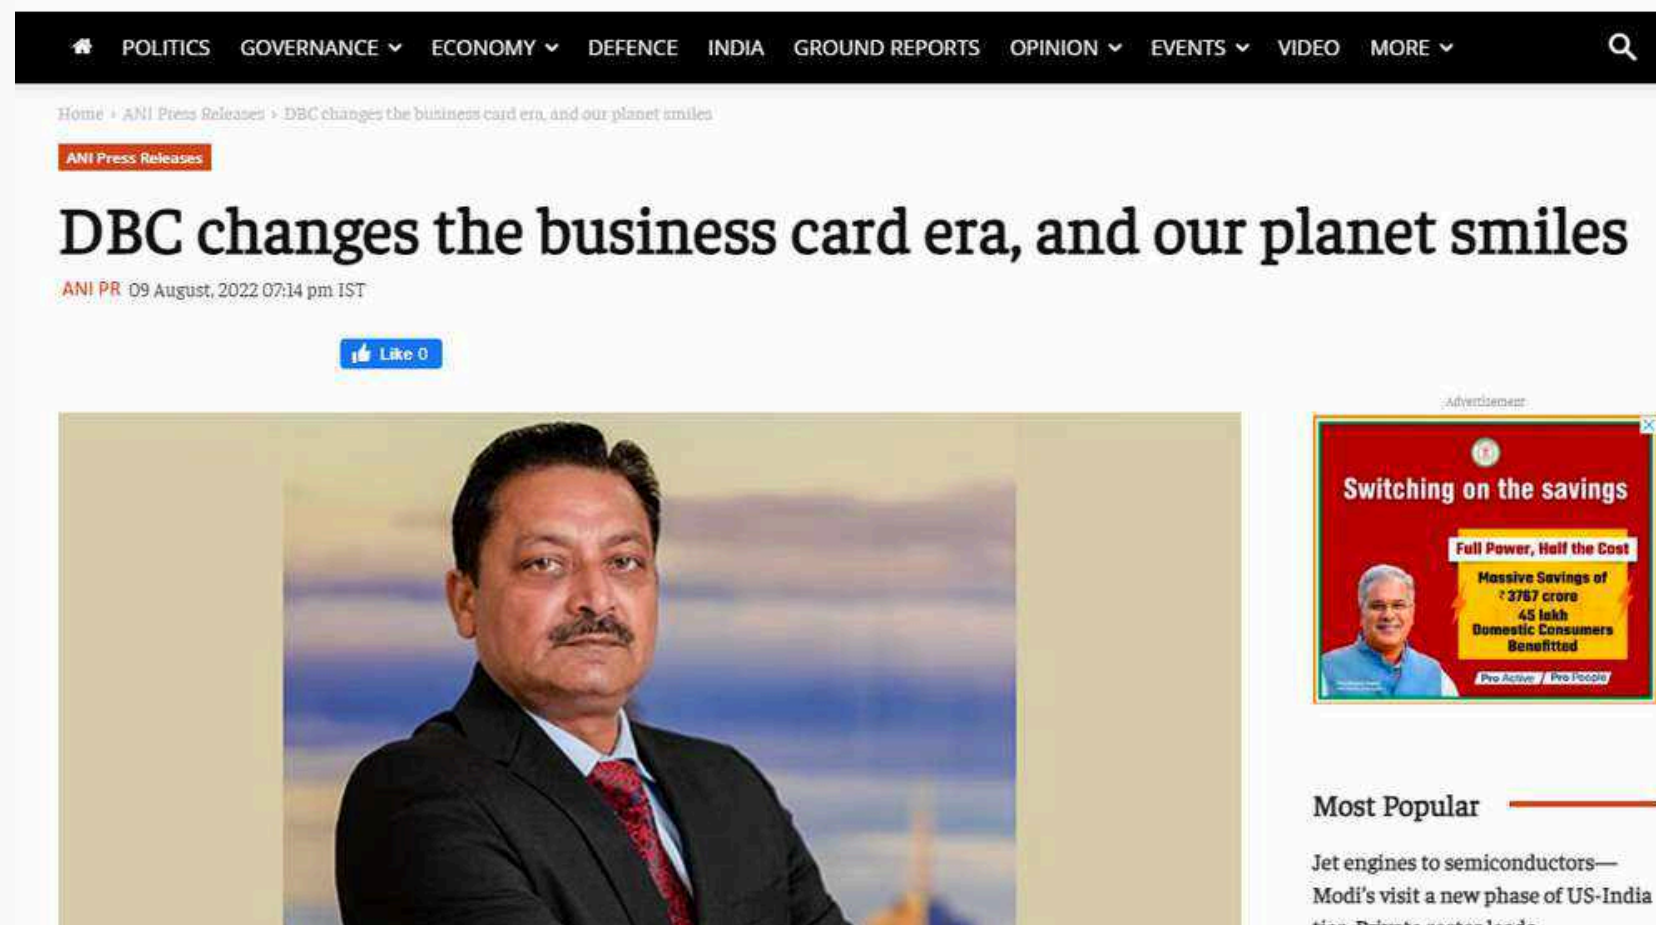 POLITICS GOVERNANCE ECONOMY DEFENCE INDIA GROUND REPORTS OPINION EVENTS VIDEO MORE
Home › ANI Press Releases › DBC changes the business card era, and our planet smiles
ANI Press Releases
DBC changes the business card era, and our planet smiles
ANI PR 09 August, 2022 07:14 pm IST
Like 0
Advertisement
Switching on the savings
Full Power, Half the Cost
Massive Savings of
₹3767 crore
45 lakh
Domestic Consumers
Benefitted
Pro Active / Pro People
Most Popular
Jet engines to semiconductors—
Modi's visit a new phase of US-India